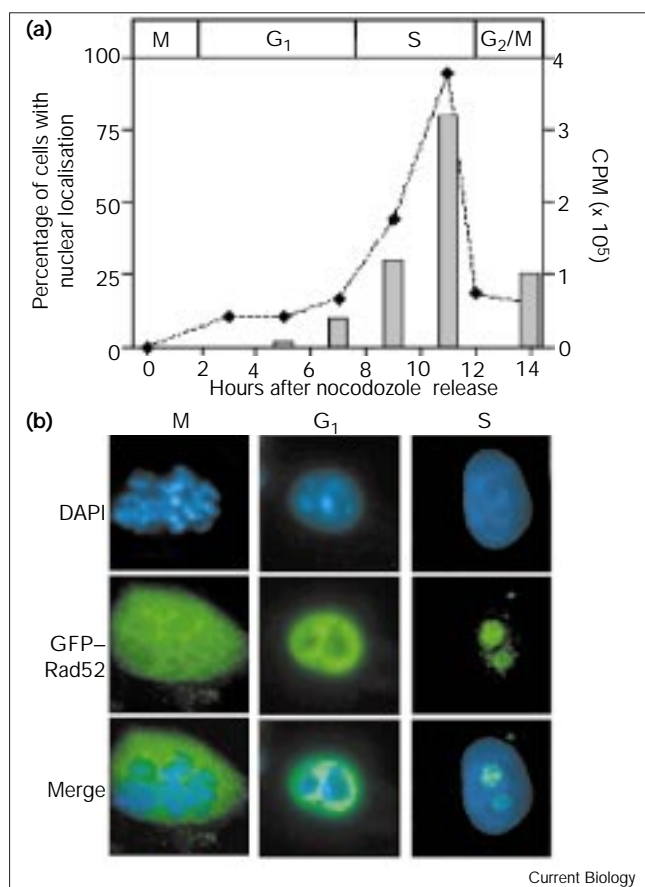 (a)
M G1 S G2/M
100 4
75 3
50 2
25 1
0 0
Percentage of cells with
nuclear localisation
CPM (x 10⁵)
0 2 4 6 8 10 12 14
Hours after nocodozole release
(b)
M G1 S
DAPI
GFP–
Rad52
Merge
Current Biology